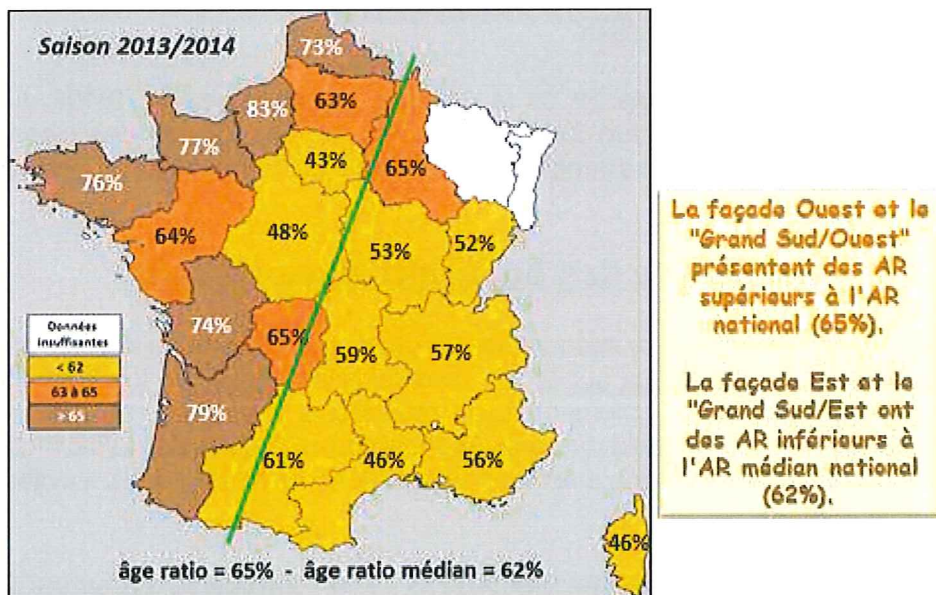 Saison 2013/2014
73%
83%
63%
77%
43%
65%
76%
64%
48%
53%
52%
74%
65%
59%
57%
79%
61%
46%
56%
46%
Données
insuffisantes
< 62
63 à 65
> 65
âge ratio = 65% - âge ratio médian = 62%
La façade Ouest et le
"Grand Sud/Ouest"
présentent des AR
supérieurs à l'AR
national (65%).
La façade Est et le
"Grand Sud/Est ont
des AR inférieurs à
l'AR médian national
(62%).